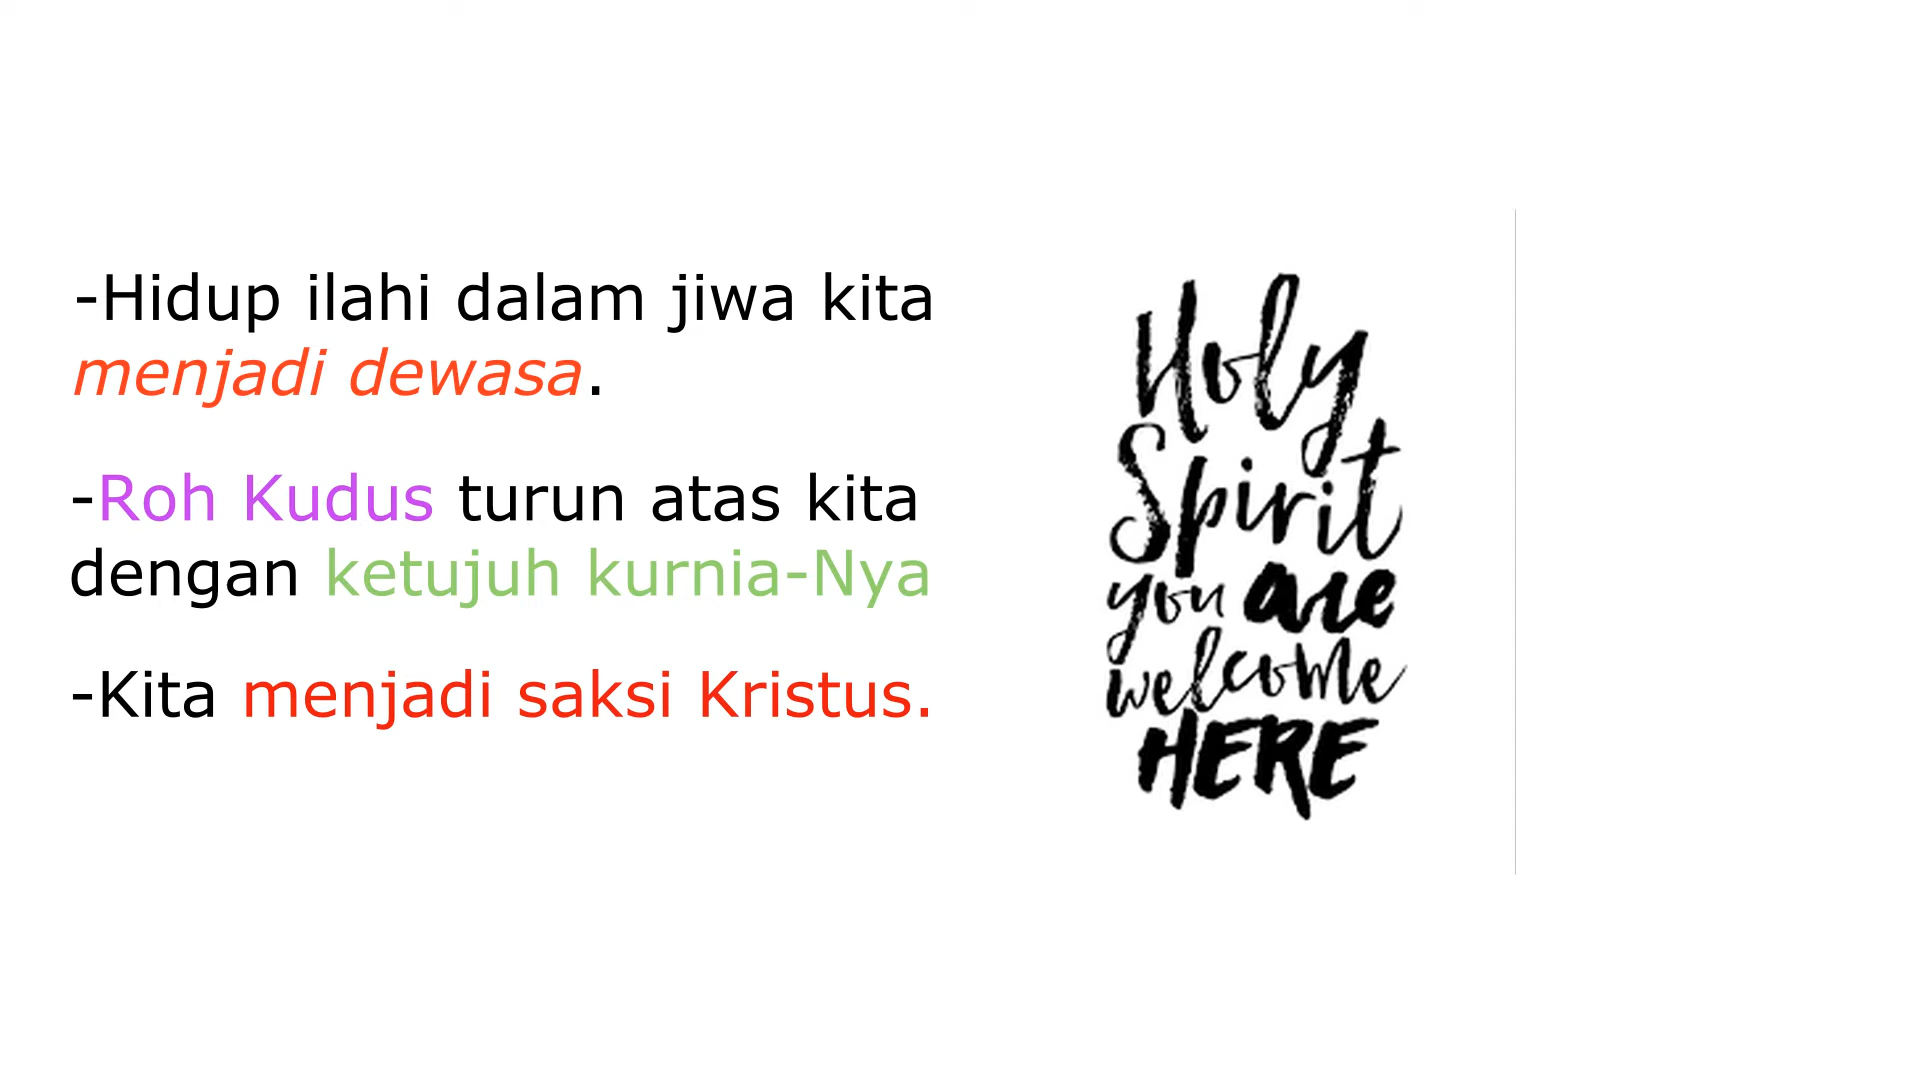 -Hidup ilahi dalam jiwa kita
menjadi dewasa.
-Roh Kudus turun atas kita
dengan ketujuh kurnia-Nya
-Kita menjadi saksi Kristus.
Holy
Spirit
you are
welcome
HERE